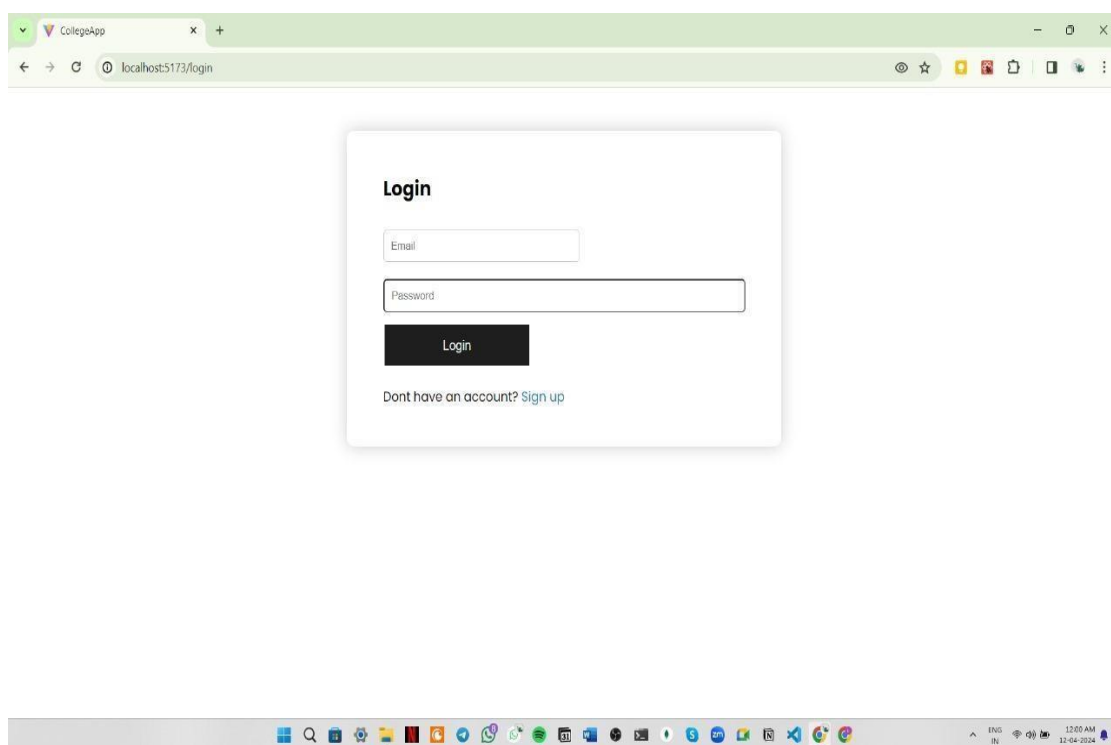 CollegeApp
localhost:5173/login
Login
Email
Password
Login
Dont have an account? Sign up
ENG
IN
12:00 AM
12-04-2024